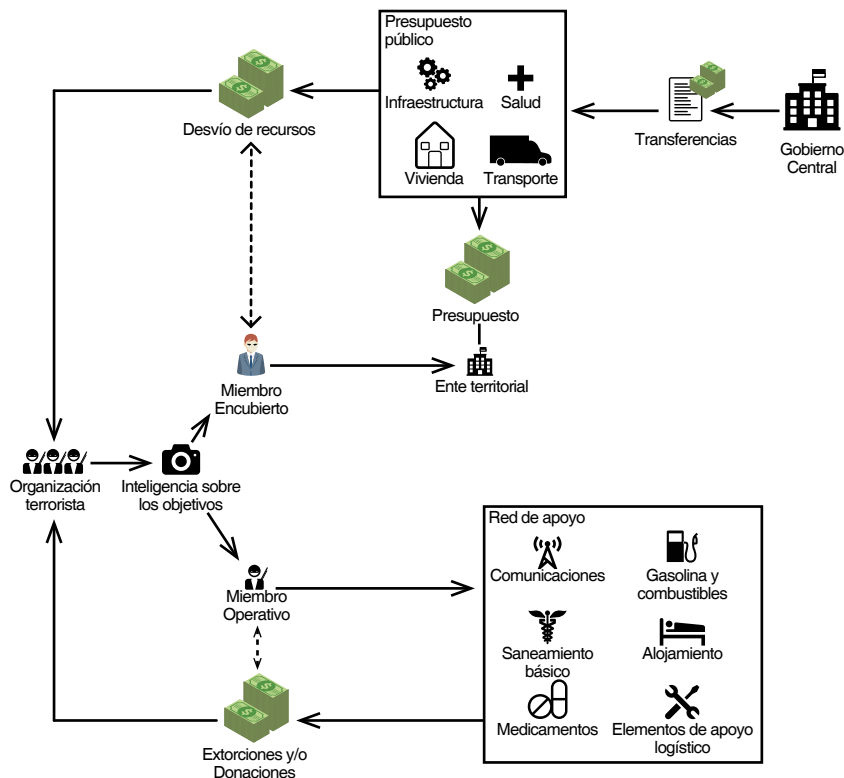 Presupuesto
público
Infraestructura
Salud
Vivienda
Transporte
Desvío de recursos
Transferencias
Gobierno
Central
Presupuesto
Miembro
Encubierto
Ente territorial
Organización
terrorista
Inteligencia sobre
los objetivos
Miembro
Operativo
Red de apoyo
Comunicaciones
Gasolina y
combustibles
Saneamiento
básico
Alojamiento
Medicamentos
Elementos de apoyo
logístico
Extorciones y/o
Donaciones